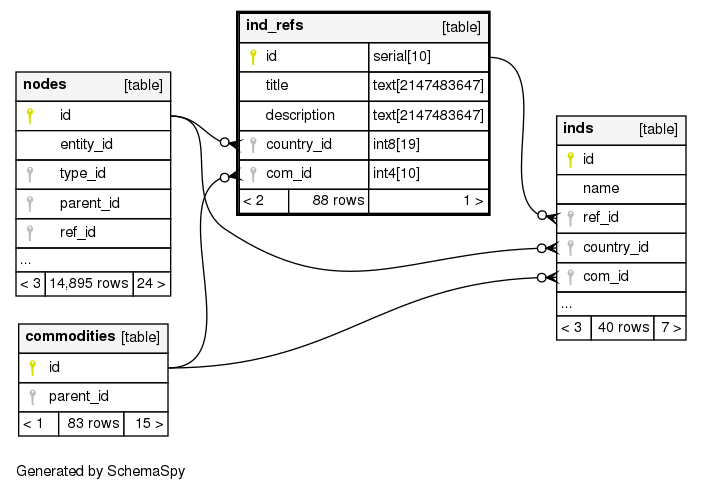 ind_refs [table]
id serial[10]
title text[2147483647]
description text[2147483647]
country_id int8[19]
com_id int4[10]
< 2 88 rows 1 >
nodes [table]
id
entity_id
type_id
parent_id
ref_id
...
< 3 14,895 rows 24 >
inds [table]
id
name
ref_id
country_id
com_id
...
< 3 40 rows 7 >
commodities [table]
id
parent_id
< 1 83 rows 15 >
Generated by SchemaSpy